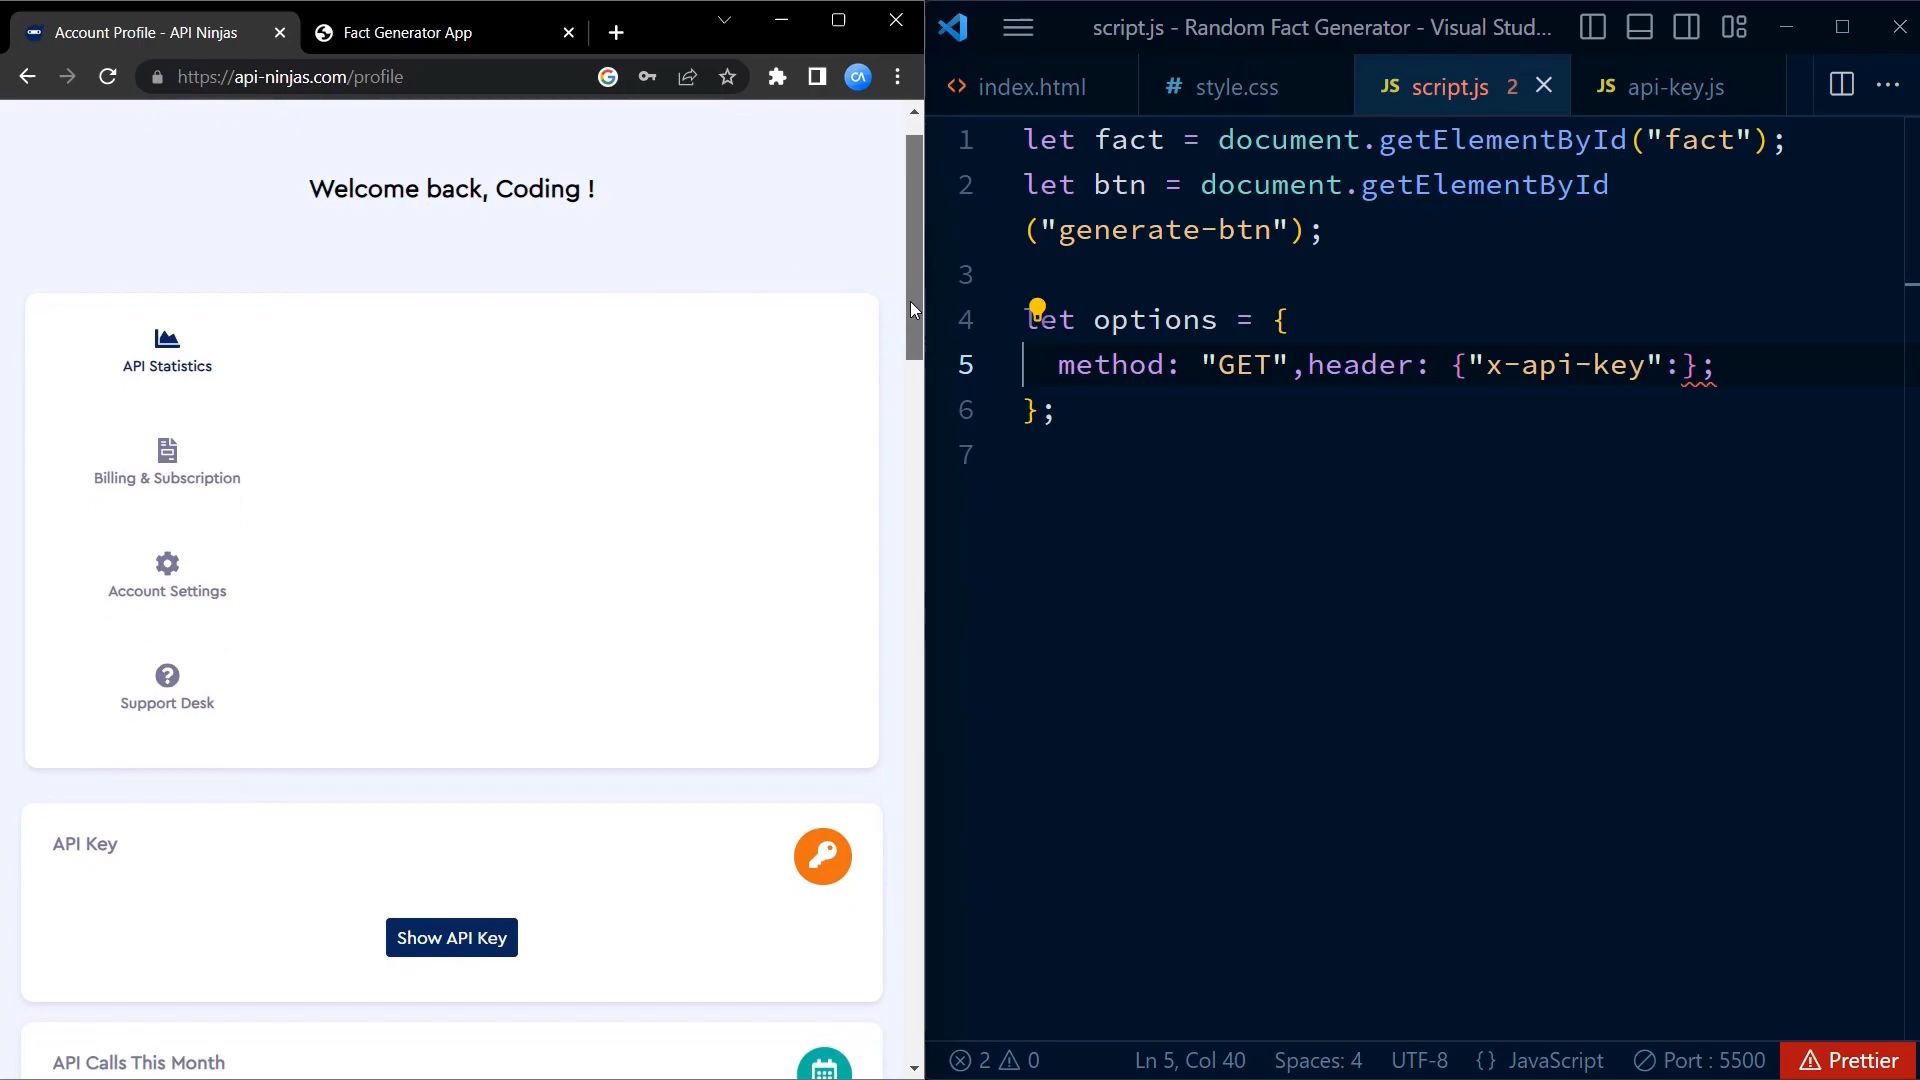 Account Profile - API Ninjas
Fact Generator App
https://api-ninjas.com/profile
CA
Welcome back, Coding !
API Statistics
Billing & Subscription
Account Settings
Support Desk
API Key
Show API Key
API Calls This Month
script.js - Random Fact Generator - Visual Stud...
index.html
# style.css
JS script.js 2
JS api-key.js
1 let fact = document.getElementById("fact");
2 let btn = document.getElementById
("generate-btn");
3
4 let options = {
5 method: "GET",header: {"x-api-key":};
6 };
7
2 0 Ln 5, Col 40 Spaces: 4 UTF-8 {} JavaScript Port : 5500 Prettier